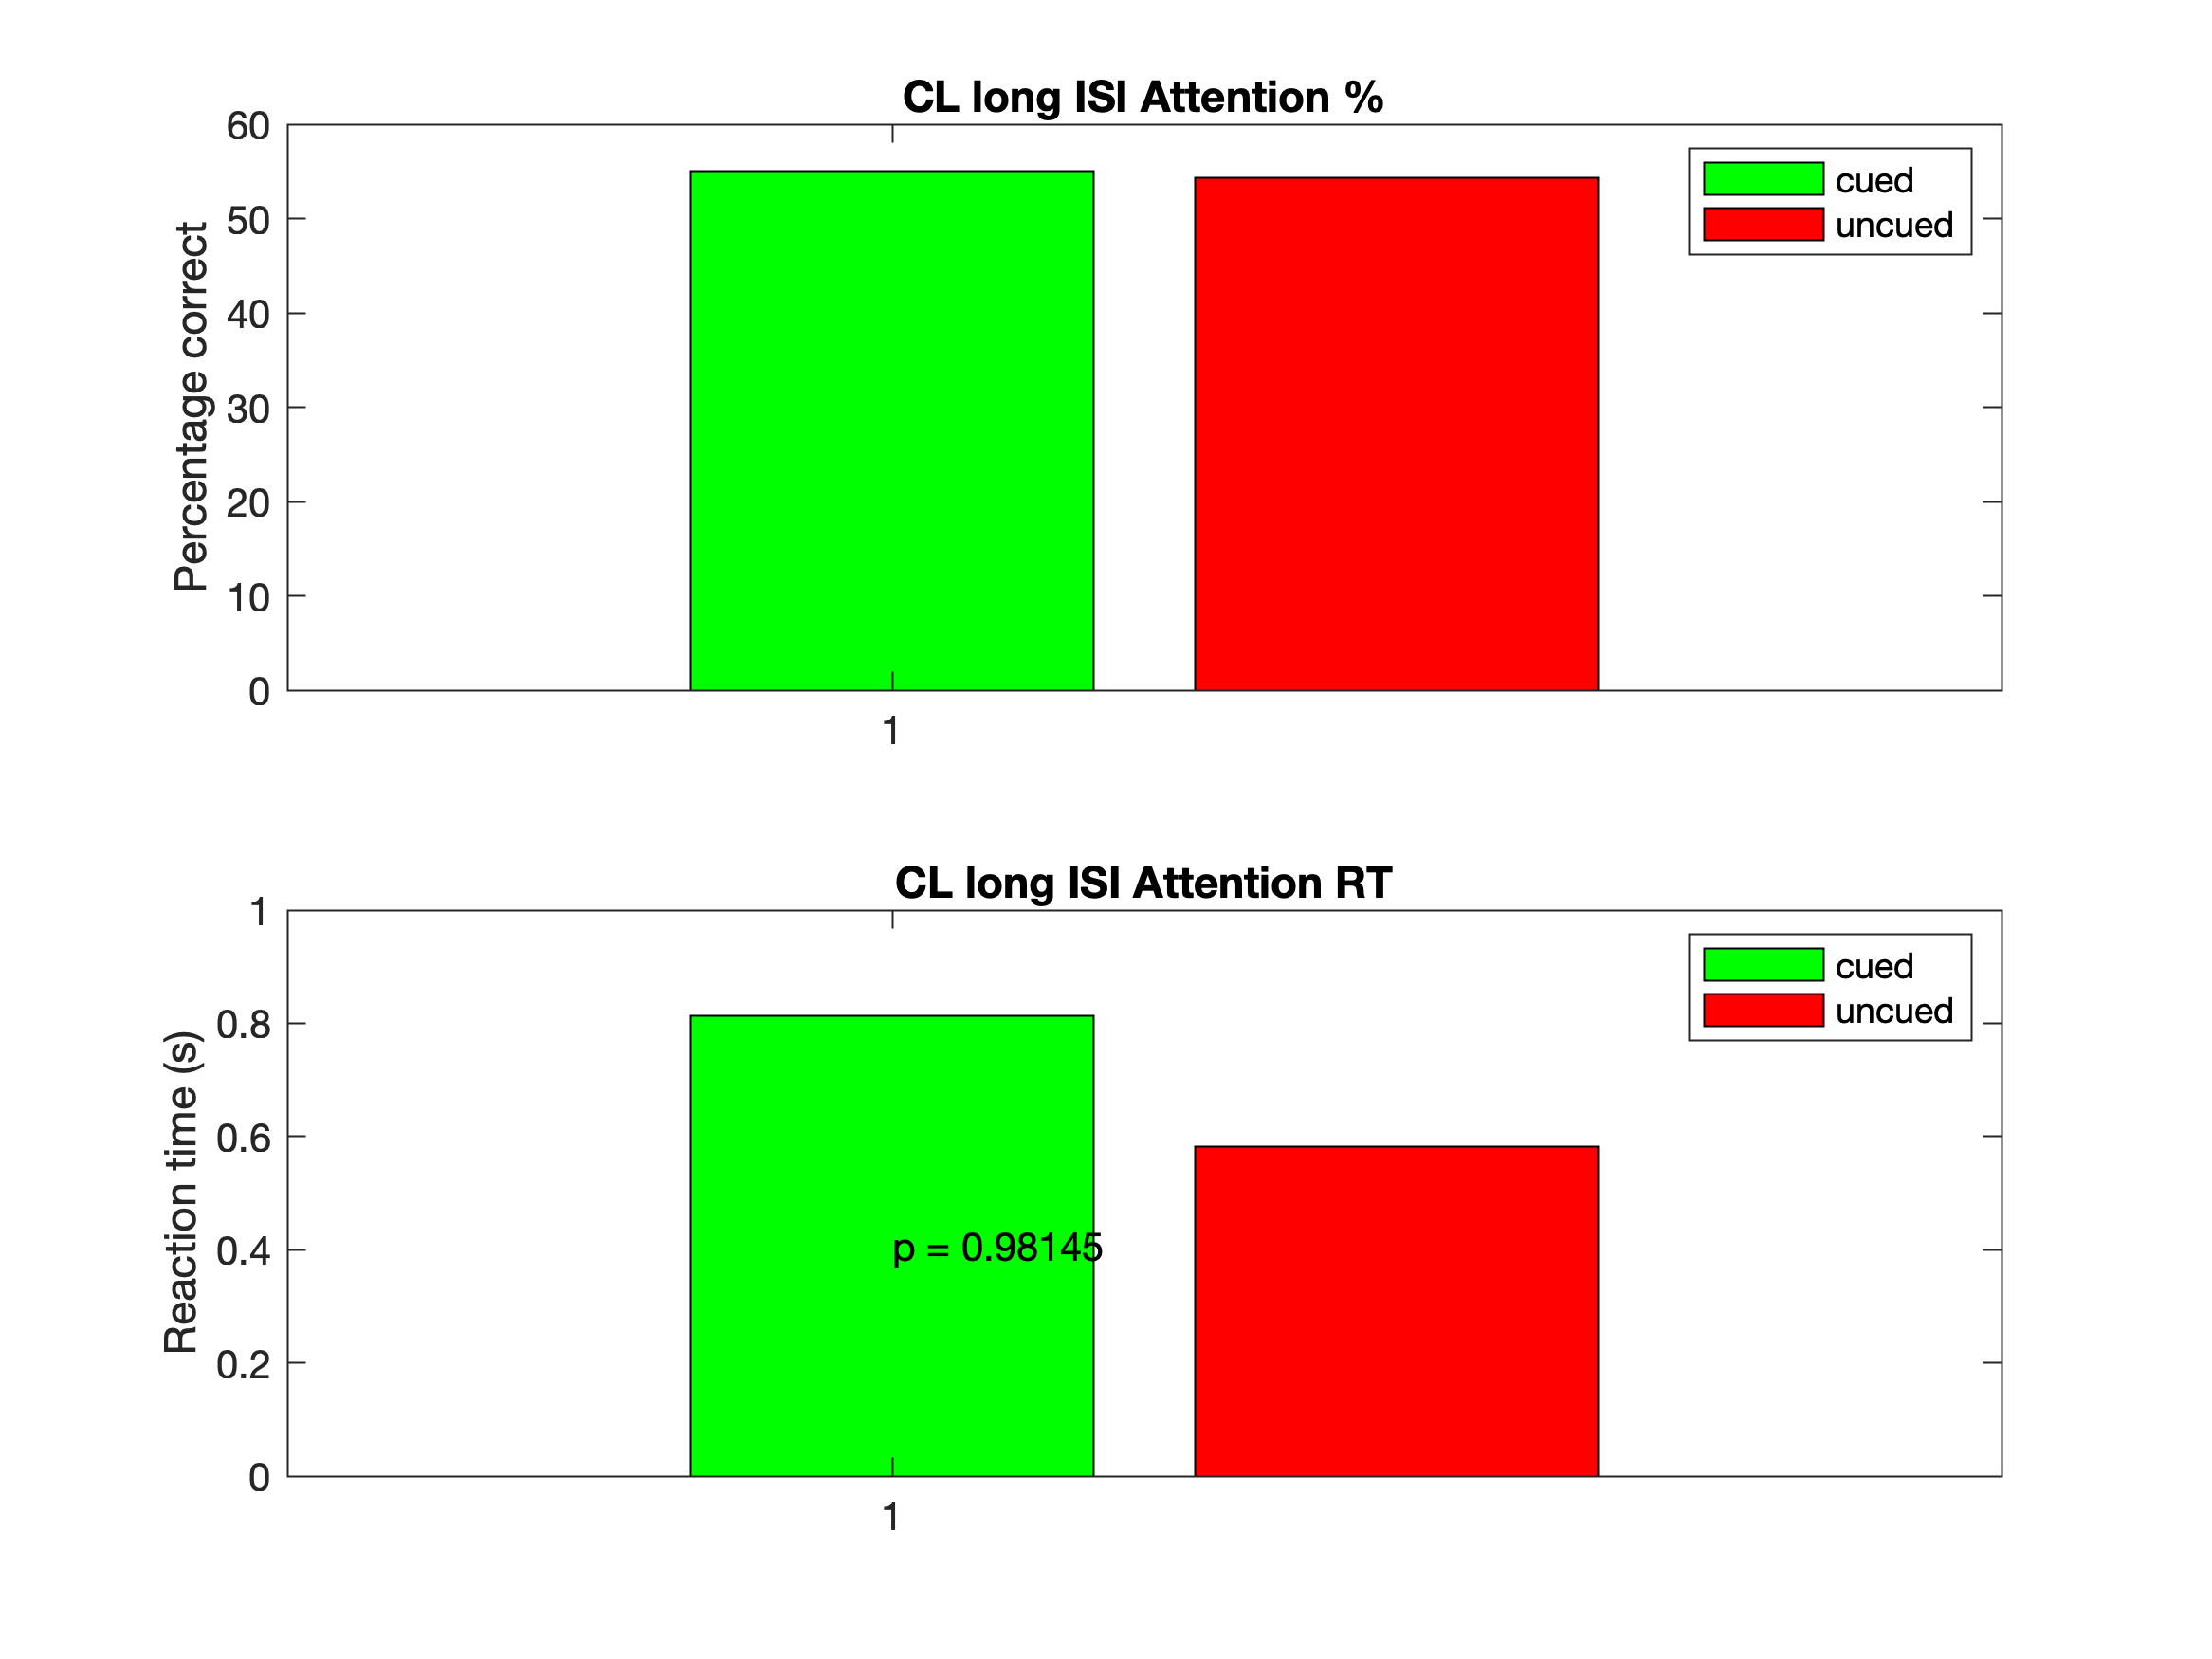 CL long ISI Attention %
60
50
40
30
20
10
0
Percentage correct
cued
uncued
1
CL long ISI Attention RT
1
0.8
0.6
0.4
0.2
0
Reaction time (s)
cued
uncued
p = 0.98145
1